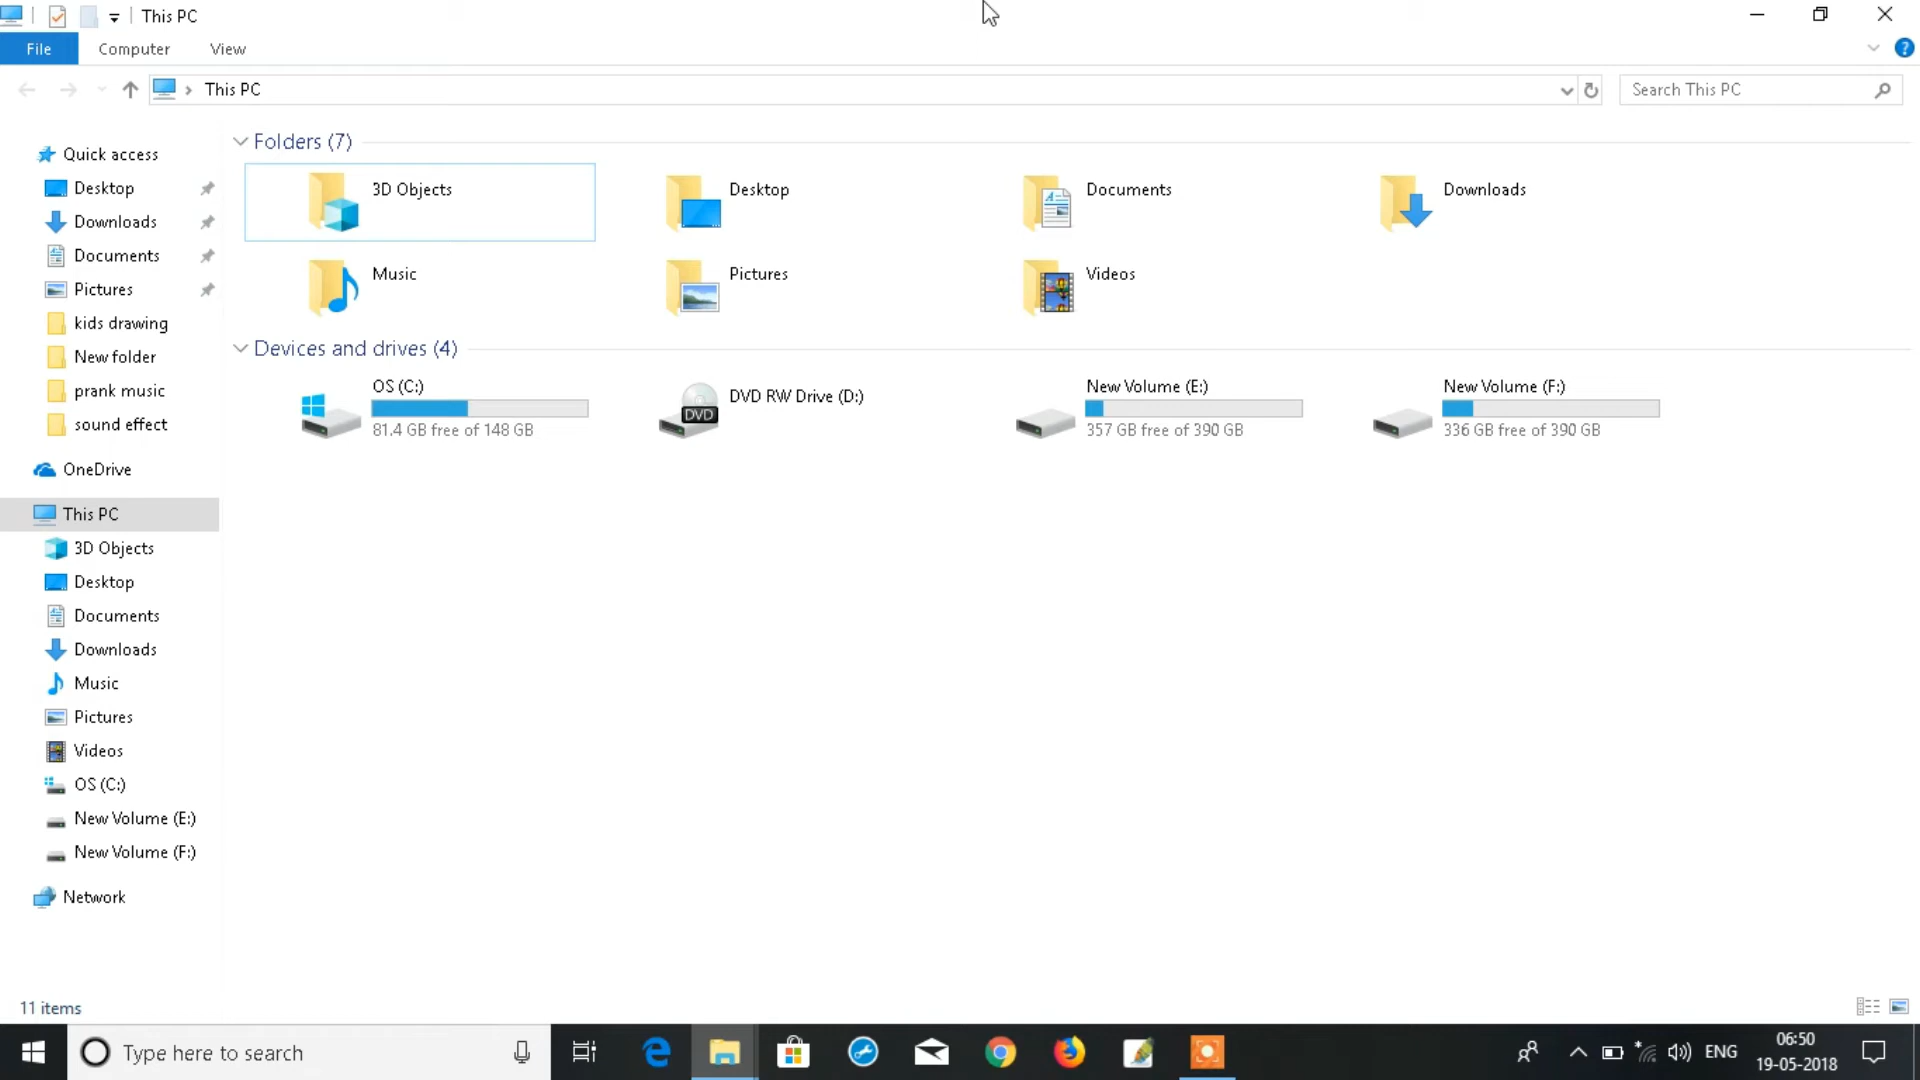 This PC
File Computer View
This PC
Search This PC
Quick access
Desktop
Downloads
Documents
Pictures
kids drawing
New folder
prank music
sound effect
OneDrive
This PC
3D Objects
Desktop
Documents
Downloads
Music
Pictures
Videos
OS (C:)
New Volume (E:)
New Volume (F:)
Network
Folders (7)
3D Objects
Desktop
Documents
Downloads
Music
Pictures
Videos
Devices and drives (4)
OS (C:)
81.4 GB free of 148 GB
DVD
DVD RW Drive (D:)
New Volume (E:)
357 GB free of 390 GB
New Volume (F:)
336 GB free of 390 GB
11 items
Type here to search
ENG
06:50
19-05-2018